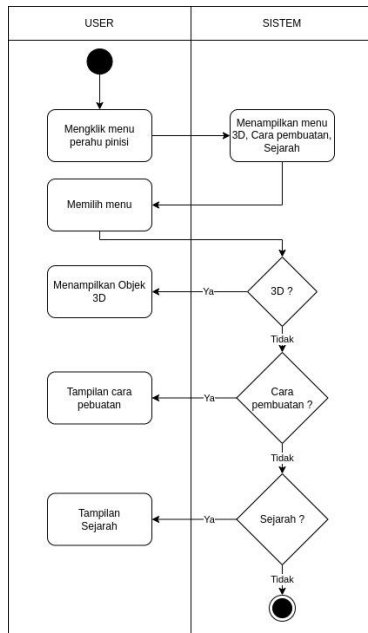 USER
SISTEM
Mengklik menu
perahu pinisi
Menampilkan menu
3D, Cara pembuatan,
Sejarah
Memilih menu
Menampilkan Objek
3D
Ya
3D ?
Tidak
Tampilan cara
pebuatan
Ya
Cara
pembuatan ?
Tidak
Tampilan
Sejarah
Ya
Sejarah ?
Tidak